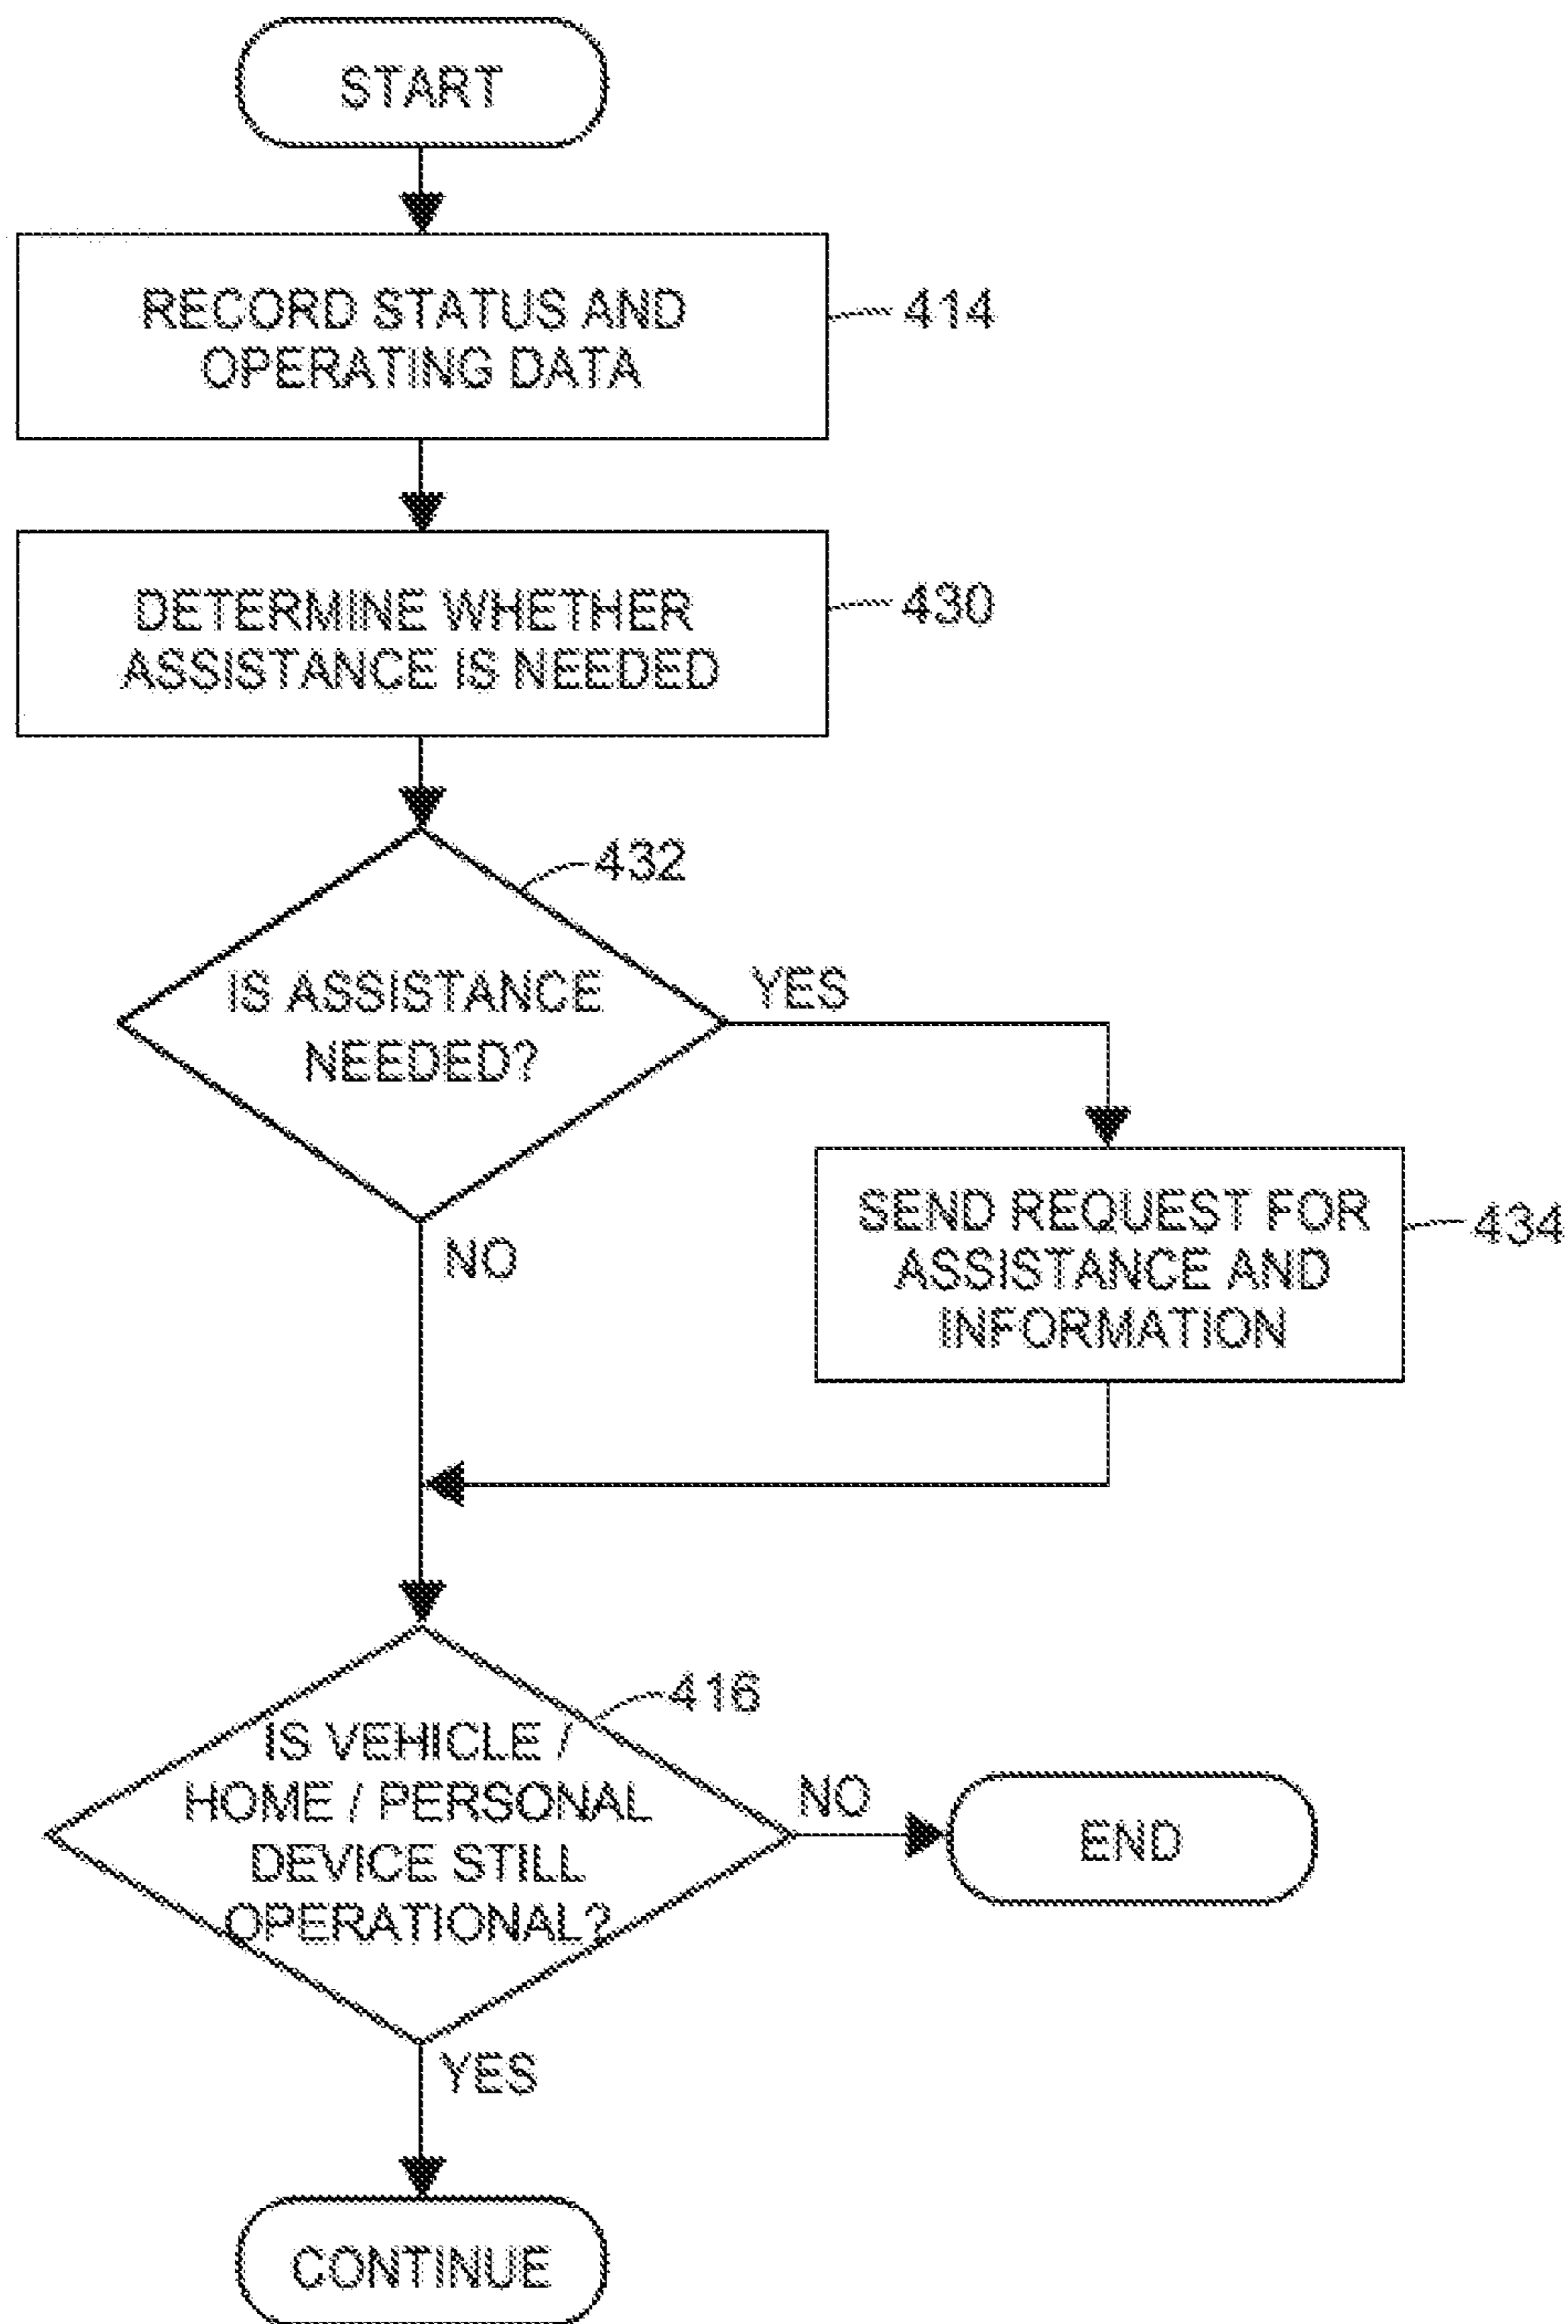 START
RECORD STATUS AND
OPERATING DATA
414
DETERMINE WHETHER
ASSISTANCE IS NEEDED
430
432
IS ASSISTANCE
NEEDED?
YES
NO
SEND REQUEST FOR
ASSISTANCE AND
INFORMATION
434
416
IS VEHICLE /
HOME / PERSONAL
DEVICE STILL
OPERATIONAL?
NO
END
YES
CONTINUE